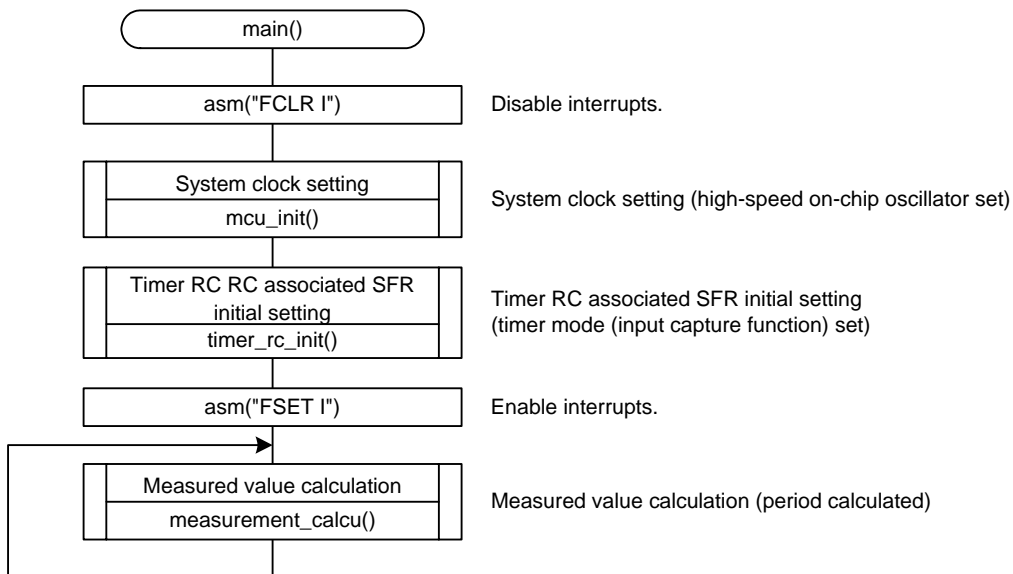 main()
asm("FCLR I")
Disable interrupts.
System clock setting
mcu_init()
System clock setting (high-speed on-chip oscillator set)
Timer RC RC associated SFR
initial setting
timer_rc_init()
Timer RC associated SFR initial setting
(timer mode (input capture function) set)
asm("FSET I")
Enable interrupts.
Measured value calculation
measurement_calcu()
Measured value calculation (period calculated)